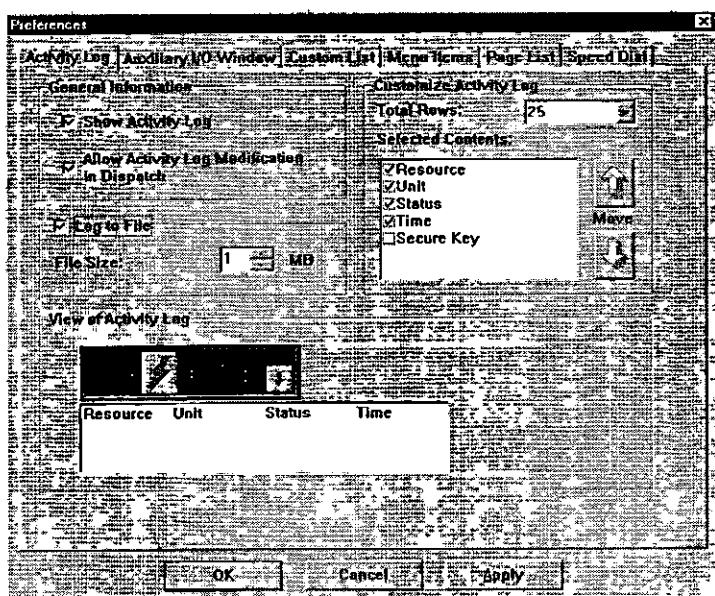 Preferences
Activity Log Auxiliary I/O Window Custom List Menu Items Page List Speed Dial
General Information
Show Activity Log
Allow Activity Log Modification
In Dispatch
Log to File
File Size: 1 MB
Customize Activity Log
Total Rows: 25
Selected Contents:
Resource
Unit
Status
Time
Secure Key
Move
View of Activity Log
Resource Unit Status Time
OK Cancel Apply